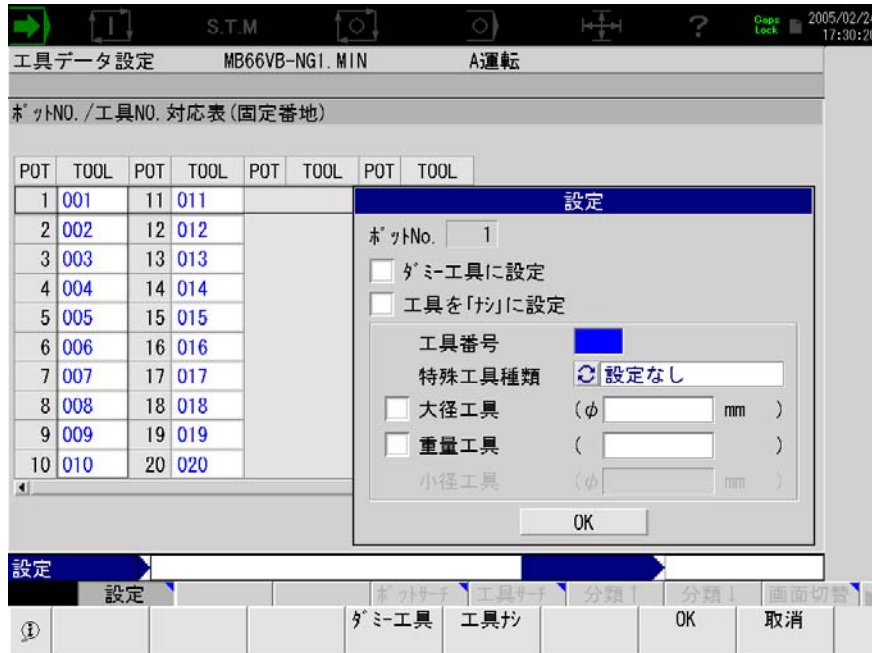 S.T.M ? Caps Lock 2005/02/24
17:30:20
工具データ設定 MB66VB-NG1.MIN A運転
ﾎﾟｯﾄNO./工具NO.対応表(固定番地)
POT TOOL POT TOOL POT TOOL POT TOOL
1 001 11 011
2 002 12 012
3 003 13 013
4 004 14 014
5 005 15 015
6 006 16 016
7 007 17 017
8 008 18 018
9 009 19 019
10 010 20 020
設定
ﾎﾟｯﾄNo. 1
ﾀﾞﾐｰ工具に設定
工具を｢ﾅｼ｣に設定
工具番号
特殊工具種類 設定なし
大径工具 (φ mm )
重量工具 ( )
小径工具 (φ mm )
OK
設定
設定 ﾎﾟｯﾄｻｰﾁ 工具ｻｰﾁ 分類↑ 分類↓ 画面切替
ﾀﾞﾐｰ工具 工具ﾅｼ OK 取消